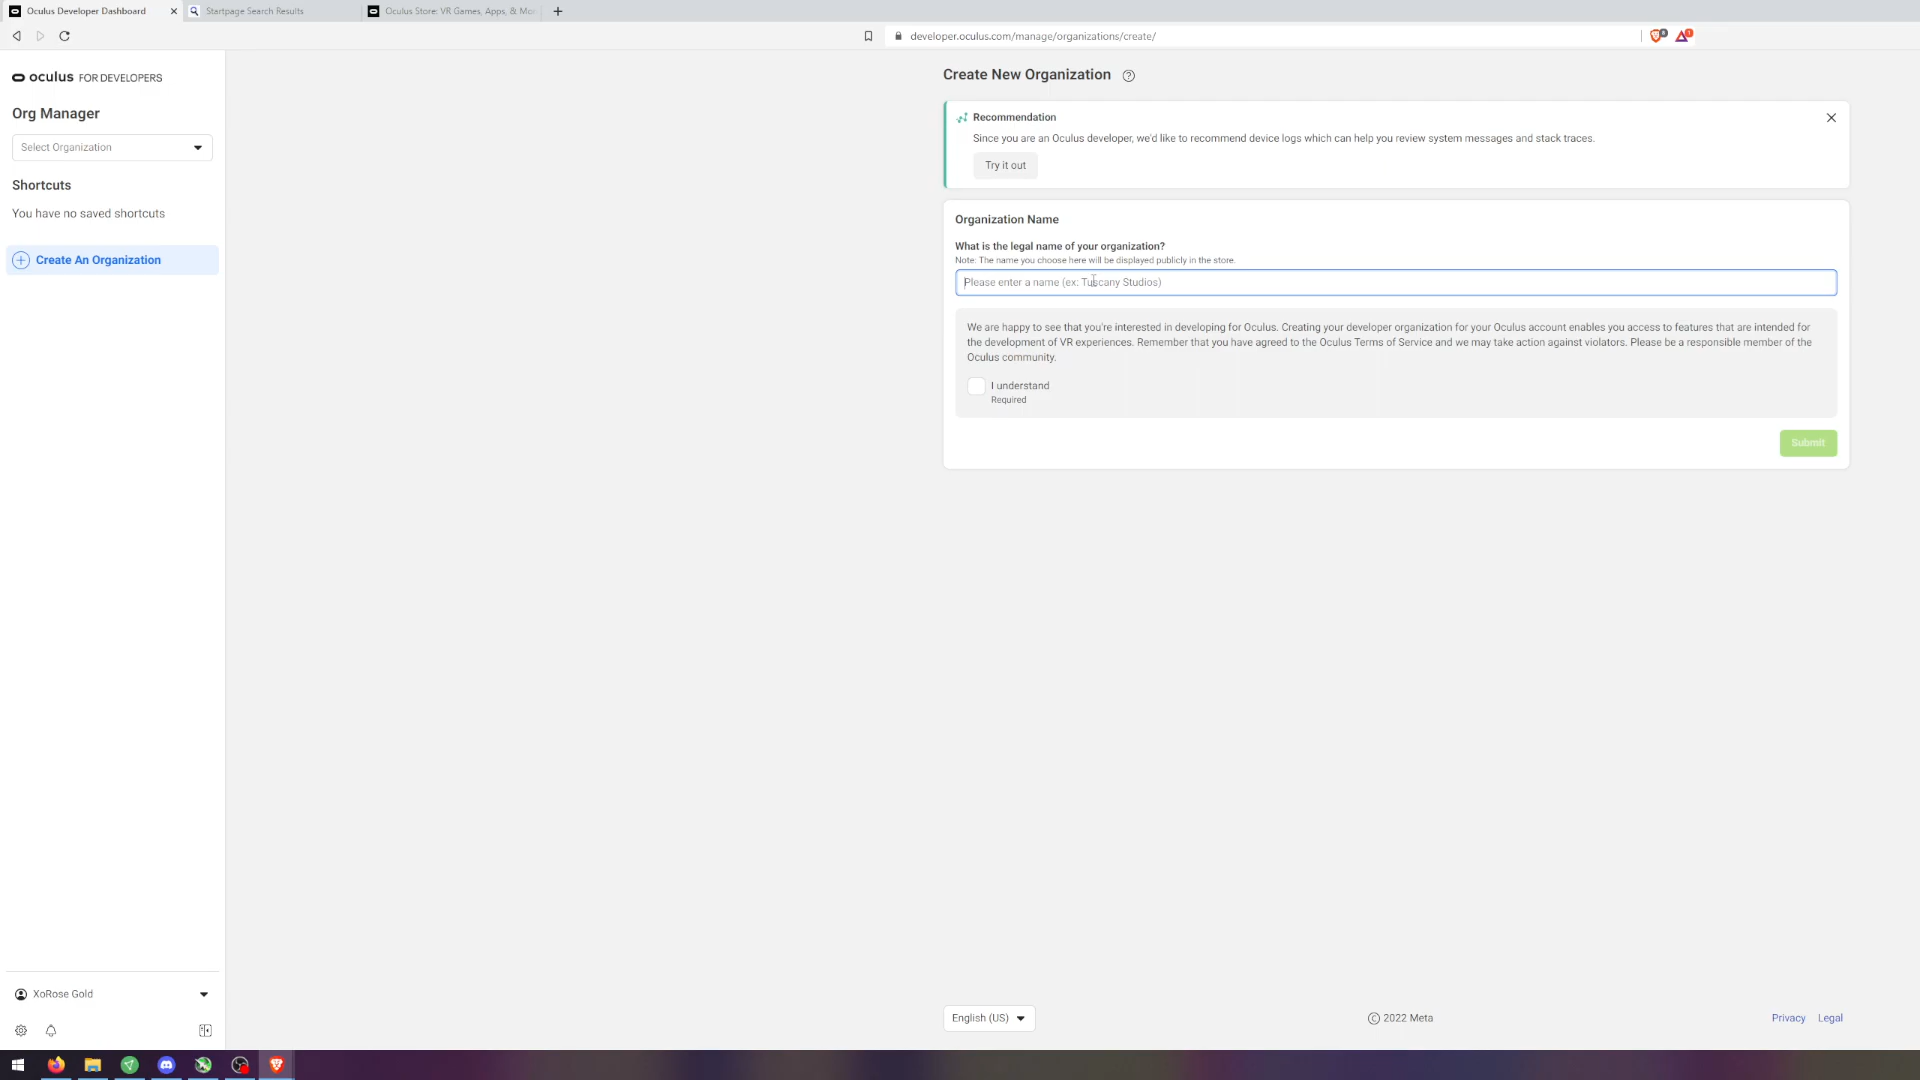 Oculus Developer Dashboard
Startpage Search Results
Oculus Store: VR Games, Apps, & Mor
developer.oculus.com/manage/organizations/create/
oculus FOR DEVELOPERS
Org Manager
Select Organization
Shortcuts
You have no saved shortcuts
Create An Organization
Create New Organization
Recommendation
Since you are an Oculus developer, we'd like to recommend device logs which can help you review system messages and stack traces.
Try it out
Organization Name
What is the legal name of your organization?
Note: The name you choose here will be displayed publicly in the store.
Please enter a name (ex: Tuscany Studios)
We are happy to see that you're interested in developing for Oculus. Creating your developer organization for your Oculus account enables you access to features that are intended for
the development of VR experiences. Remember that you have agreed to the Oculus Terms of Service and we may take action against violators. Please be a responsible member of the
Oculus community.
I understand
Required
Submit
XoRose Gold
English (US)
© 2022 Meta
Privacy
Legal